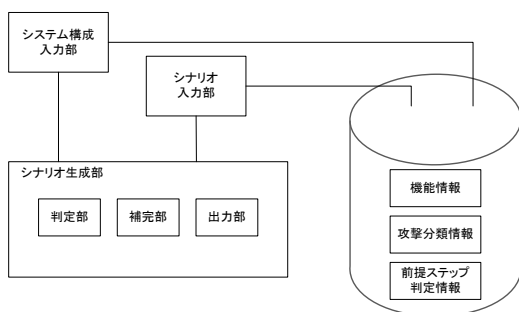 システム構成
入力部
シナリオ
入力部
シナリオ生成部
判定部
補完部
出力部
機能情報
攻撃分類情報
前提ステップ
判定情報